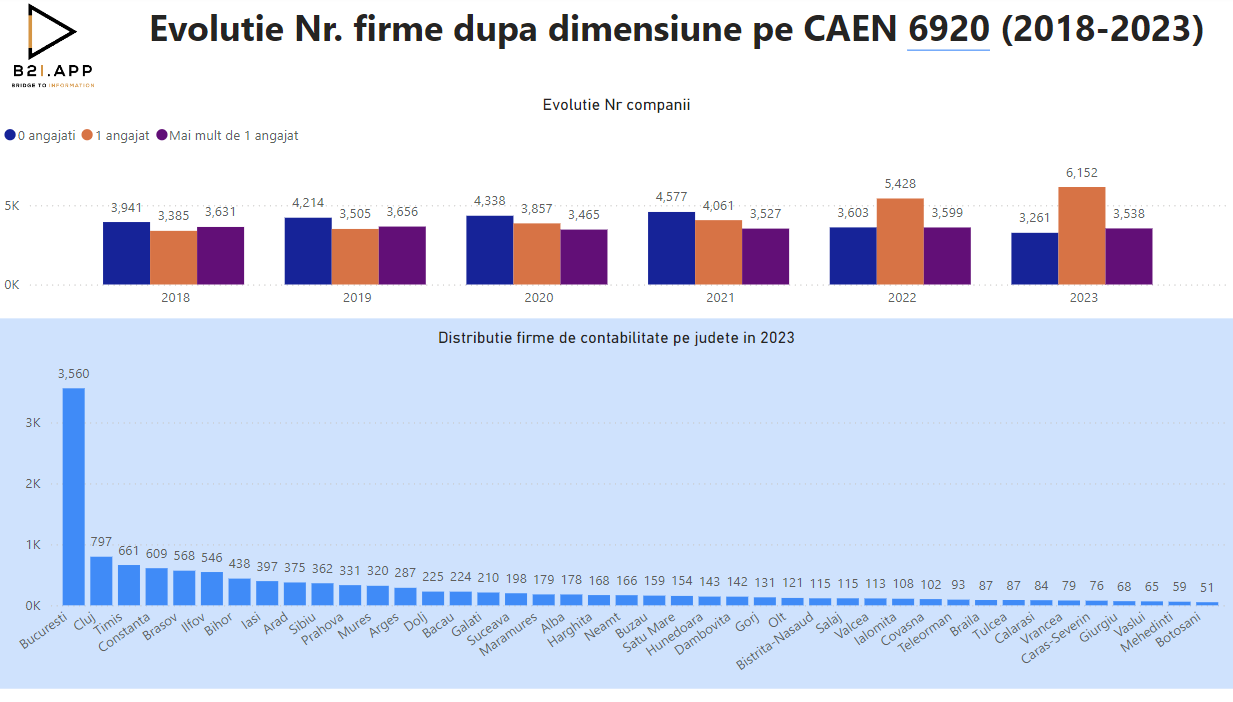 Evolutie Nr. firme dupa dimensiune pe CAEN 6920 (2018-2023)
B2I.APP
BRIDGE TO INFORMATION
Evolutie Nr companii
0 angajati 1 angajat Mai mult de 1 angajat
5K
0K
3,941 3,385 3,631 4,214 3,505 3,656 4,338 3,857 3,465 4,577 4,061 3,527 3,603 5,428 3,599 3,261 6,152 3,538
2018 2019 2020 2021 2022 2023
Distributie firme de contabilitate pe judete in 2023
3K
2K
1K
0K
3,560 797 661 609 568 546 438 397 375 362 331 320 287 225 224 210 198 179 178 168 166 159 154 143 142 131 121 115 115 113 108 102 93 87 87 84 79 76 68 65 59 51
Bucuresti Cluj Timis Constanta Brasov Ilfov Bihor Iasi Arad Sibiu Prahova Mures Arges Dolj Bacau Galati Suceava Maramures Alba Harghita Neamt Buzau Satu Mare Hunedoara Dambovita Gorj Olt Bistrita-Nasaud Salaj Valcea Ialomita Covasna Teleorman Braila Tulcea Calarasi Vrancea Caras-Severin Giurgiu Vaslui Mehedinti Botosani